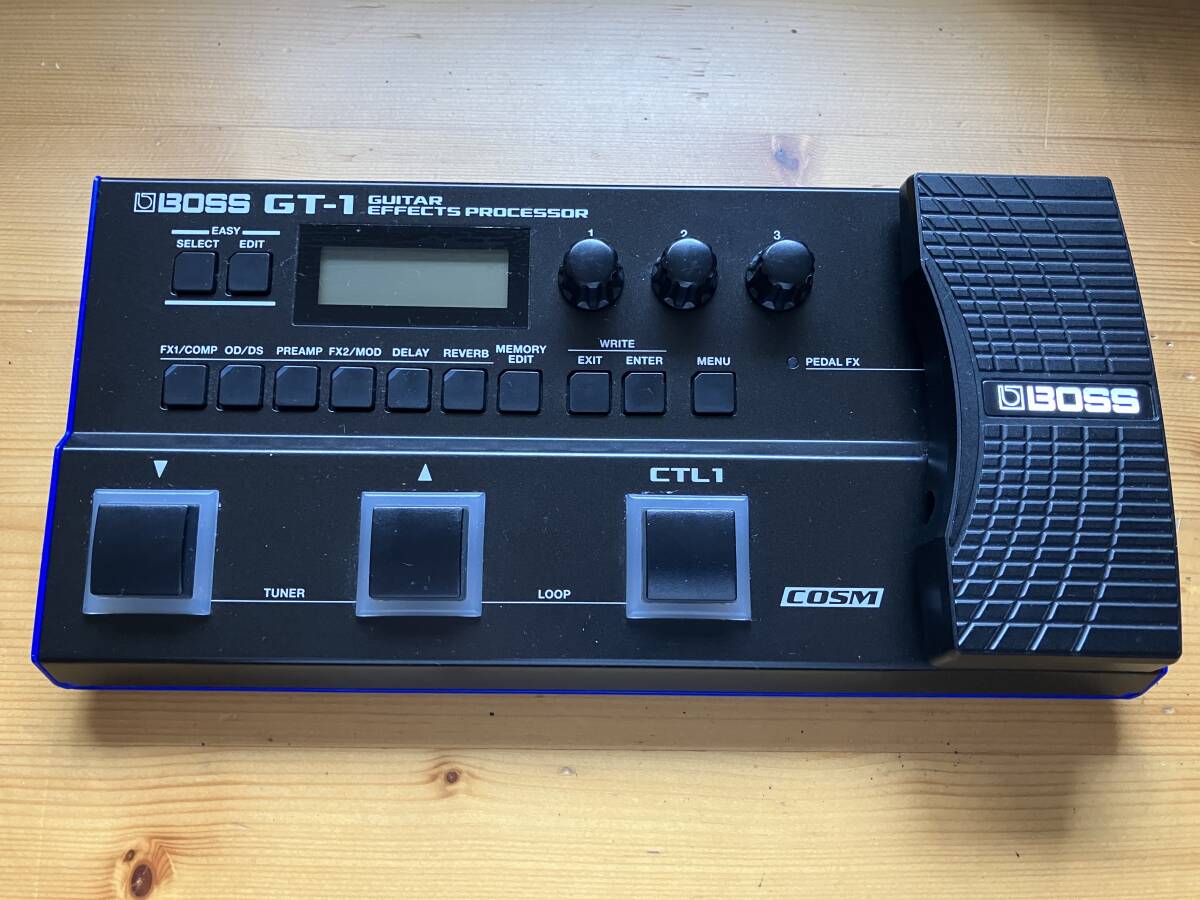 BOSS GT-1 GUITAR EFFECTS PROCESSOR
EASY
SELECT EDIT
1 2 3
FX1/COMP OD/DS PREAMP FX2/MOD DELAY REVERB MEMORY EDIT
WRITE
EXIT ENTER
MENU
PEDAL FX
BOSS
▼ ▲ CTL1
TUNER LOOP
COSM